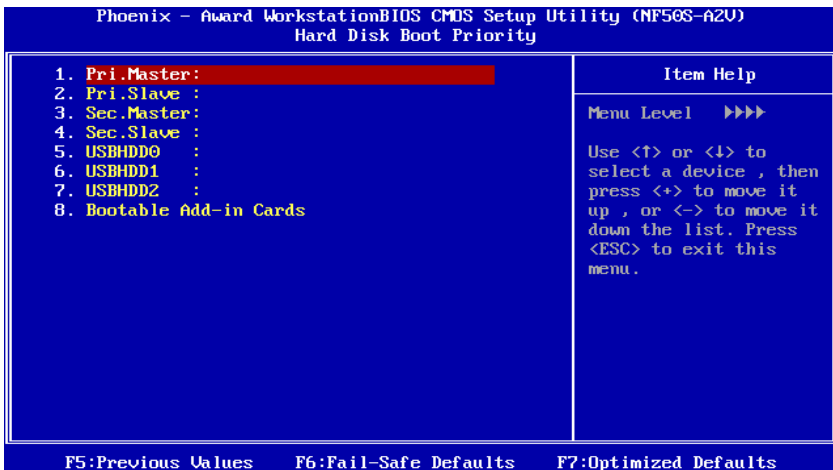 Phoenix - Award WorkstationBIOS CMOS Setup Utility (NF50S-A2V)
Hard Disk Boot Priority
1. Pri.Master:
2. Pri.Slave :
3. Sec.Master:
4. Sec.Slave :
5. USBHDD0 :
6. USBHDD1 :
7. USBHDD2 :
8. Bootable Add-in Cards
Item Help
Menu Level ►►►►
Use <↑> or <↓> to
select a device , then
press <+> to move it
up , or <-> to move it
down the list. Press
<ESC> to exit this
menu.
F5:Previous Values F6:Fail-Safe Defaults F7:Optimized Defaults